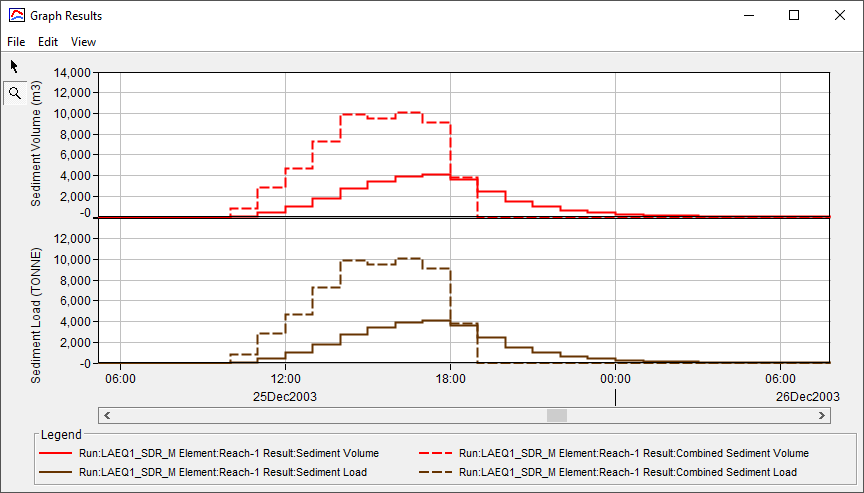 Graph Results
File Edit View
Sediment Volume (m3)
14,000
12,000
10,000
8,000
6,000
4,000
2,000
-0
Sediment Load (TONNE)
12,000
10,000
8,000
6,000
4,000
2,000
-0
06:00 12:00 18:00 00:00 06:00
25Dec2003 26Dec2003
Legend
Run:LAEQ1_SDR_M Element:Reach-1 Result:Sediment Volume Run:LAEQ1_SDR_M Element:Reach-1 Result:Combined Sediment Volume
Run:LAEQ1_SDR_M Element:Reach-1 Result:Sediment Load Run:LAEQ1_SDR_M Element:Reach-1 Result:Combined Sediment Load